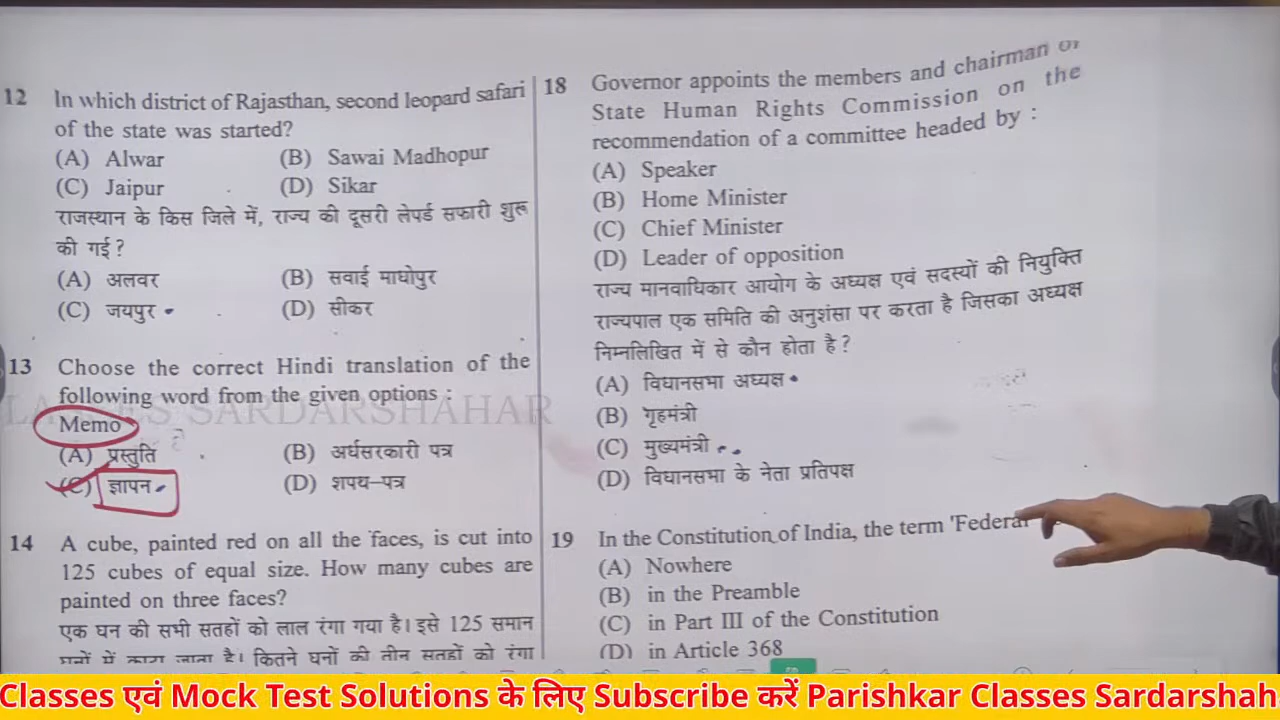 12 In which district of Rajasthan, second leopard safari
of the state was started?
(A) Alwar (B) Sawai Madhopur
(C) Jaipur (D) Sikar
राजस्थान के किस जिले में, राज्य की दूसरी लेपर्ड सफारी शुरू
की गई ?
(A) अलवर (B) सवाई माधोपुर
(C) जयपुर (D) सीकर
13 Choose the correct Hindi translation of the
following word from the given options :
Memo
(A) प्रस्तुति (B) अर्धसरकारी पत्र
(C) ज्ञापन (D) शपथ-पत्र
14 A cube, painted red on all the faces, is cut into
125 cubes of equal size. How many cubes are
painted on three faces?
एक घन की सभी सतहों को लाल रंगा गया है। इसे 125 समान
घनों में काटा जाता है। कितने घनों की तीन सतहों को रंगा
18 Governor appoints the members and chairman of
State Human Rights Commission on the
recommendation of a committee headed by :
(A) Speaker
(B) Home Minister
(C) Chief Minister
(D) Leader of opposition
राज्य मानवाधिकार आयोग के अध्यक्ष एवं सदस्यों की नियुक्ति
राज्यपाल एक समिति की अनुशंसा पर करता है जिसका अध्यक्ष
निम्नलिखित में से कौन होता है ?
(A) विधानसभा अध्यक्ष
(B) गृहमंत्री
(C) मुख्यमंत्री
(D) विधानसभा के नेता प्रतिपक्ष
19 In the Constitution of India, the term 'Federal
(A) Nowhere
(B) in the Preamble
(C) in Part III of the Constitution
(D) in Article 368
SARDARSHAHAR
Classes एवं Mock Test Solutions के लिए Subscribe करें Parishkar Classes Sardarshah